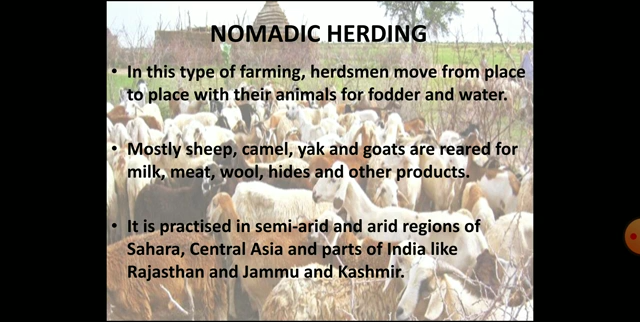 NOMADIC HERDING
• In this type of farming, herdsmen move from place
to place with their animals for fodder and water.
• Mostly sheep, camel, yak and goats are reared for
milk, meat, wool, hides and other products.
• It is practised in semi-arid and arid regions of
Sahara, Central Asia and parts of India like
Rajasthan and Jammu and Kashmir.